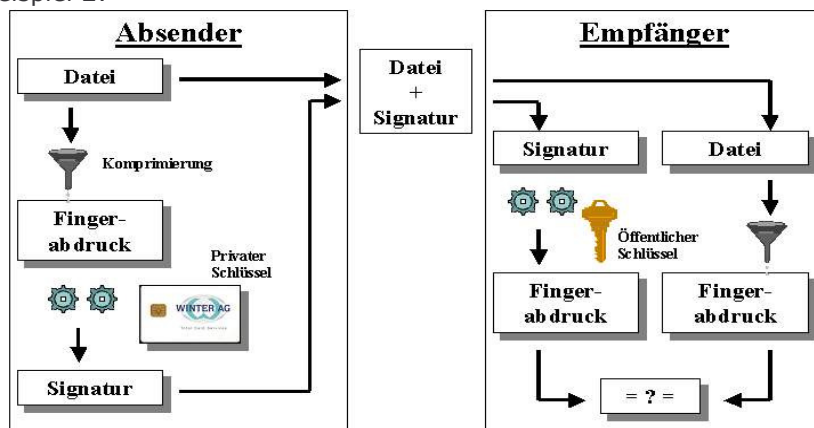 Absender
Datei
Komprimierung
Finger-
abdruck
Privater
Schlüssel
WINTER AG
Signatur
Datei
+
Signatur
Empfänger
Signatur
Datei
Öffentlicher
Schlüssel
Finger-
abdruck
Finger-
abdruck
= ? =